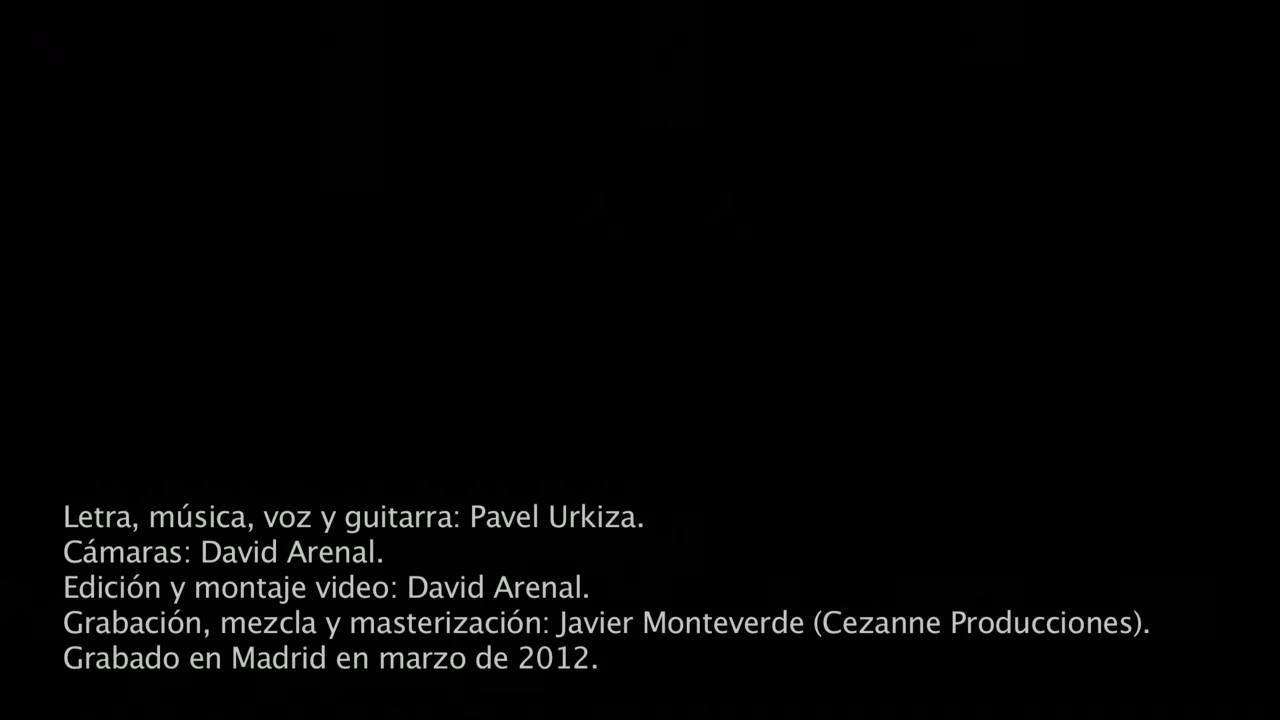 Letra, música, voz y guitarra: Pavel Urkiza.
Cámaras: David Arenal.
Edición y montaje video: David Arenal.
Grabación, mezcla y masterización: Javier Monteverde (Cezanne Producciones).
Grabado en Madrid en marzo de 2012.